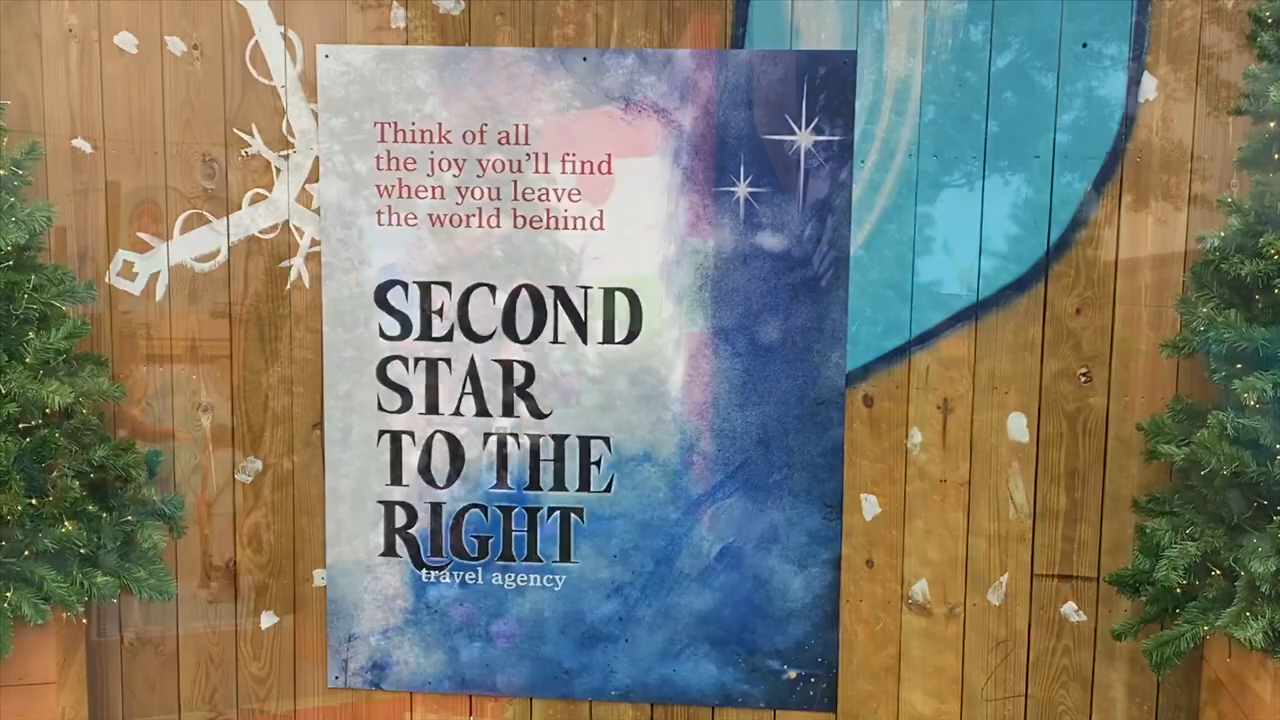 Think of all
the joy you'll find
when you leave
the world behind
SECOND
STAR
TO THE
RIGHT
travel agency